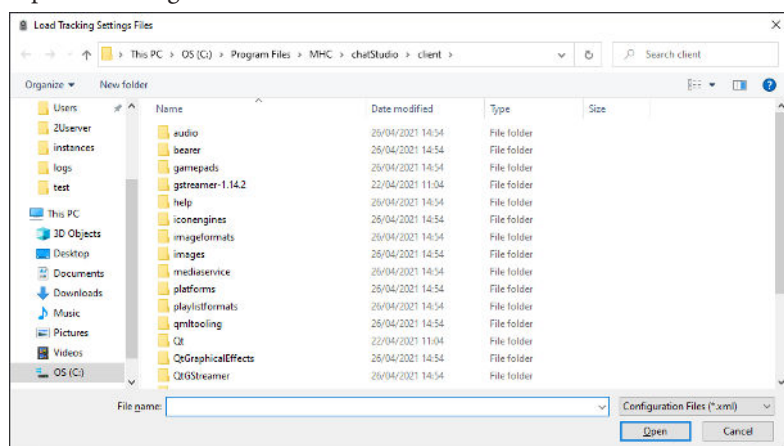 Load Tracking Settings Files
This PC > OS (C:) > Program Files > MHC > chatStudio > client >
Search client
Organize
New folder
Users
2Userver
instances
logs
test
This PC
3D Objects
Desktop
Documents
Downloads
Music
Pictures
Videos
OS (C:)
Name Date modified Type Size
audio 26/04/2021 14:54 File folder
bearer 26/04/2021 14:54 File folder
gamepads 26/04/2021 14:54 File folder
gstreamer-1.14.2 22/04/2021 11:04 File folder
help 26/04/2021 14:54 File folder
iconengines 26/04/2021 14:54 File folder
imageformats 26/04/2021 14:54 File folder
images 26/04/2021 14:54 File folder
mediaservice 26/04/2021 14:54 File folder
platforms 26/04/2021 14:54 File folder
playlistformats 26/04/2021 14:54 File folder
qmltooling 26/04/2021 14:54 File folder
Qt 22/04/2021 11:04 File folder
QtGraphicalEffects 26/04/2021 14:54 File folder
QtGStreamer 26/04/2021 14:54 File folder
File name:
Configuration Files (*.xml)
Open
Cancel